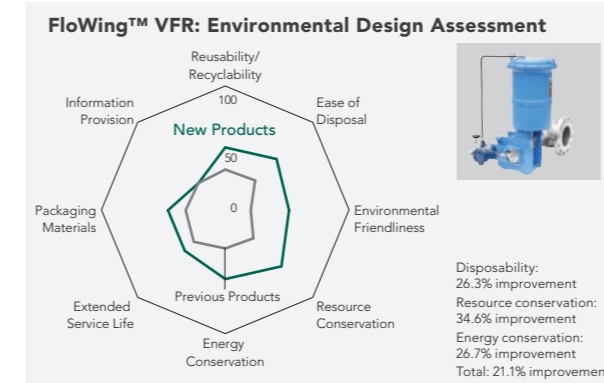 FloWing™ VFR: Environmental Design Assessment
Reusability/
Recyclability
100
Information
Provision
Ease of
Disposal
New Products
50
Packaging
Materials
0
Environmental
Friendliness
Disposability:
26.3% improvement
Resource conservation:
34.6% improvement
Energy conservation:
26.7% improvement
Total: 21.1% improvemen
Previous Products
Extended
Service Life
Resource
Conservation
Energy
Conservation